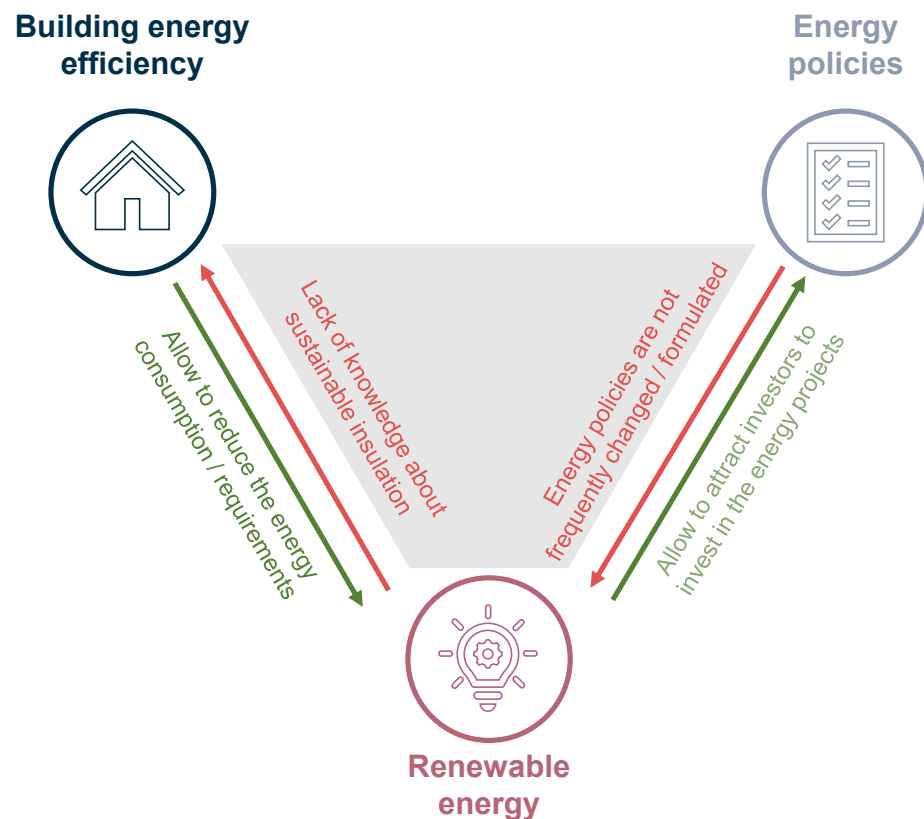 Building energy
efficiency
Energy
policies
Lack of knowledge about
sustainable insulation
Allow to reduce the energy
consumption / requirements
Energy policies are not
frequently changed / formulated
Allow to attract investors to
invest in the energy projects
Renewable
energy